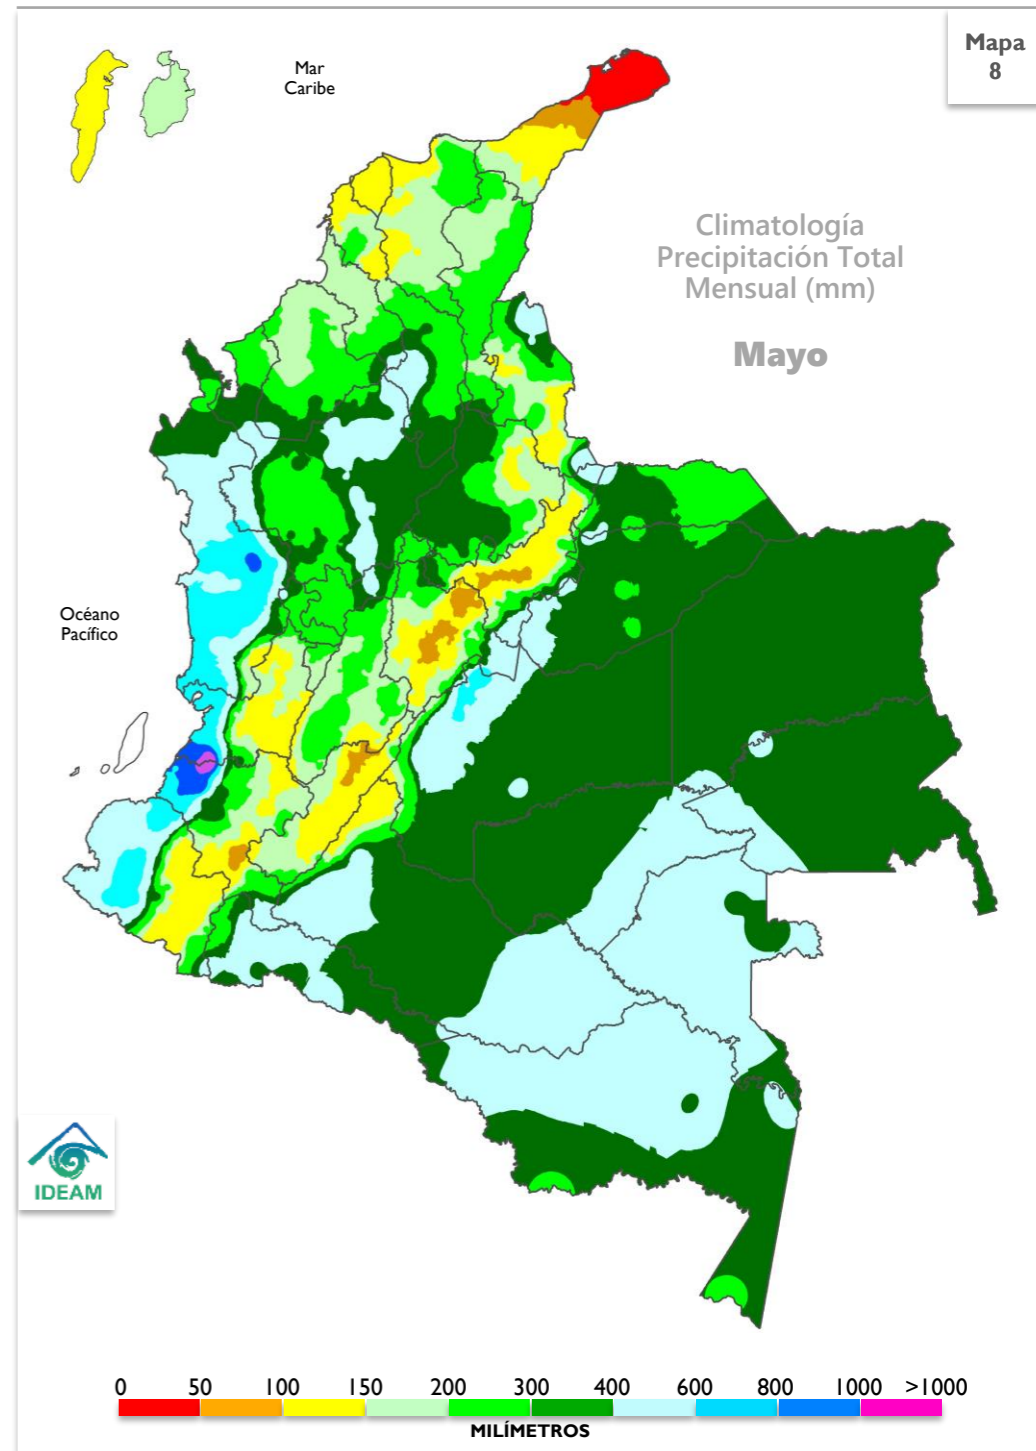 Mapa
8
Mar
Caribe
Climatología
Precipitación Total
Mensual (mm)
Mayo
Océano
Pacífico
IDEAM
0 50 100 150 200 300 400 600 800 1000 >1000
MILÍMETROS